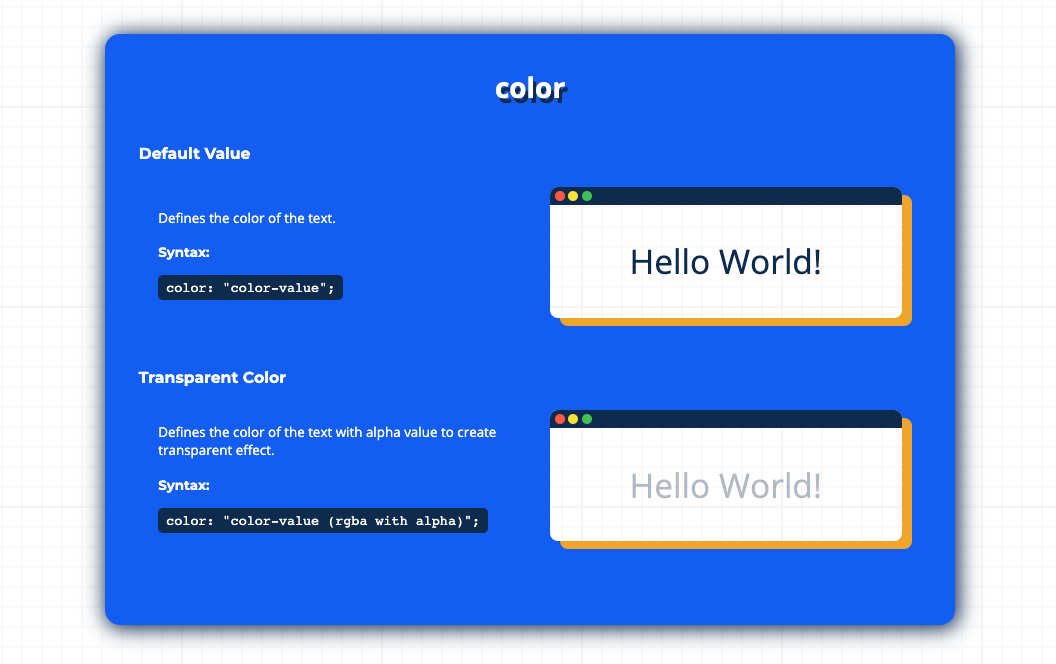 color
Default Value
Defines the color of the text.
Syntax:
color: "color-value";
Hello World!
Transparent Color
Defines the color of the text with alpha value to create
transparent effect.
Syntax:
color: "color-value (rgba with alpha)";
Hello World!